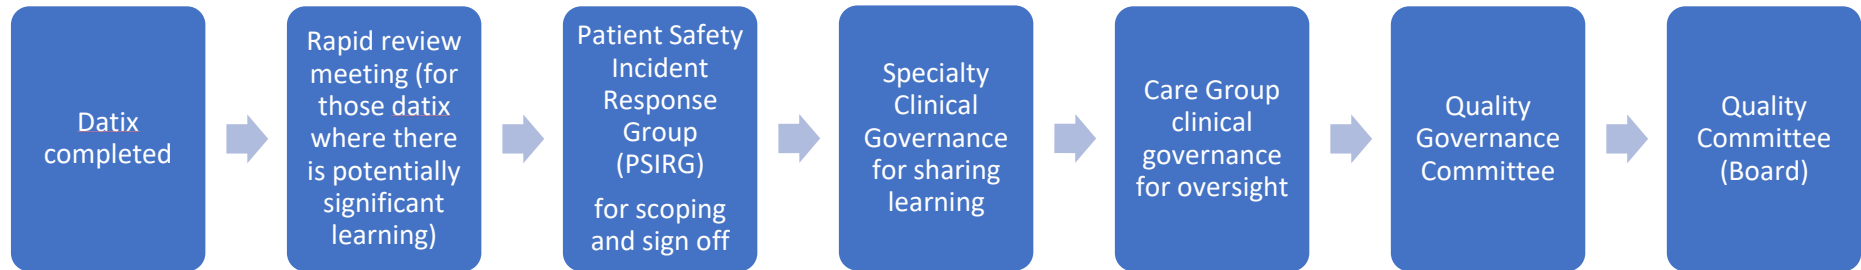 Datix
completed
Rapid review
meeting (for
those datix
where there
is potentially
significant
learning)
Patient Safety
Incident
Response
Group
(PSIRG)
for scoping
and sign off
Specialty
Clinical
Governance
for sharing
learning
Care Group
clinical
governance
for oversight
Quality
Governance
Committee
Quality
Committee
(Board)